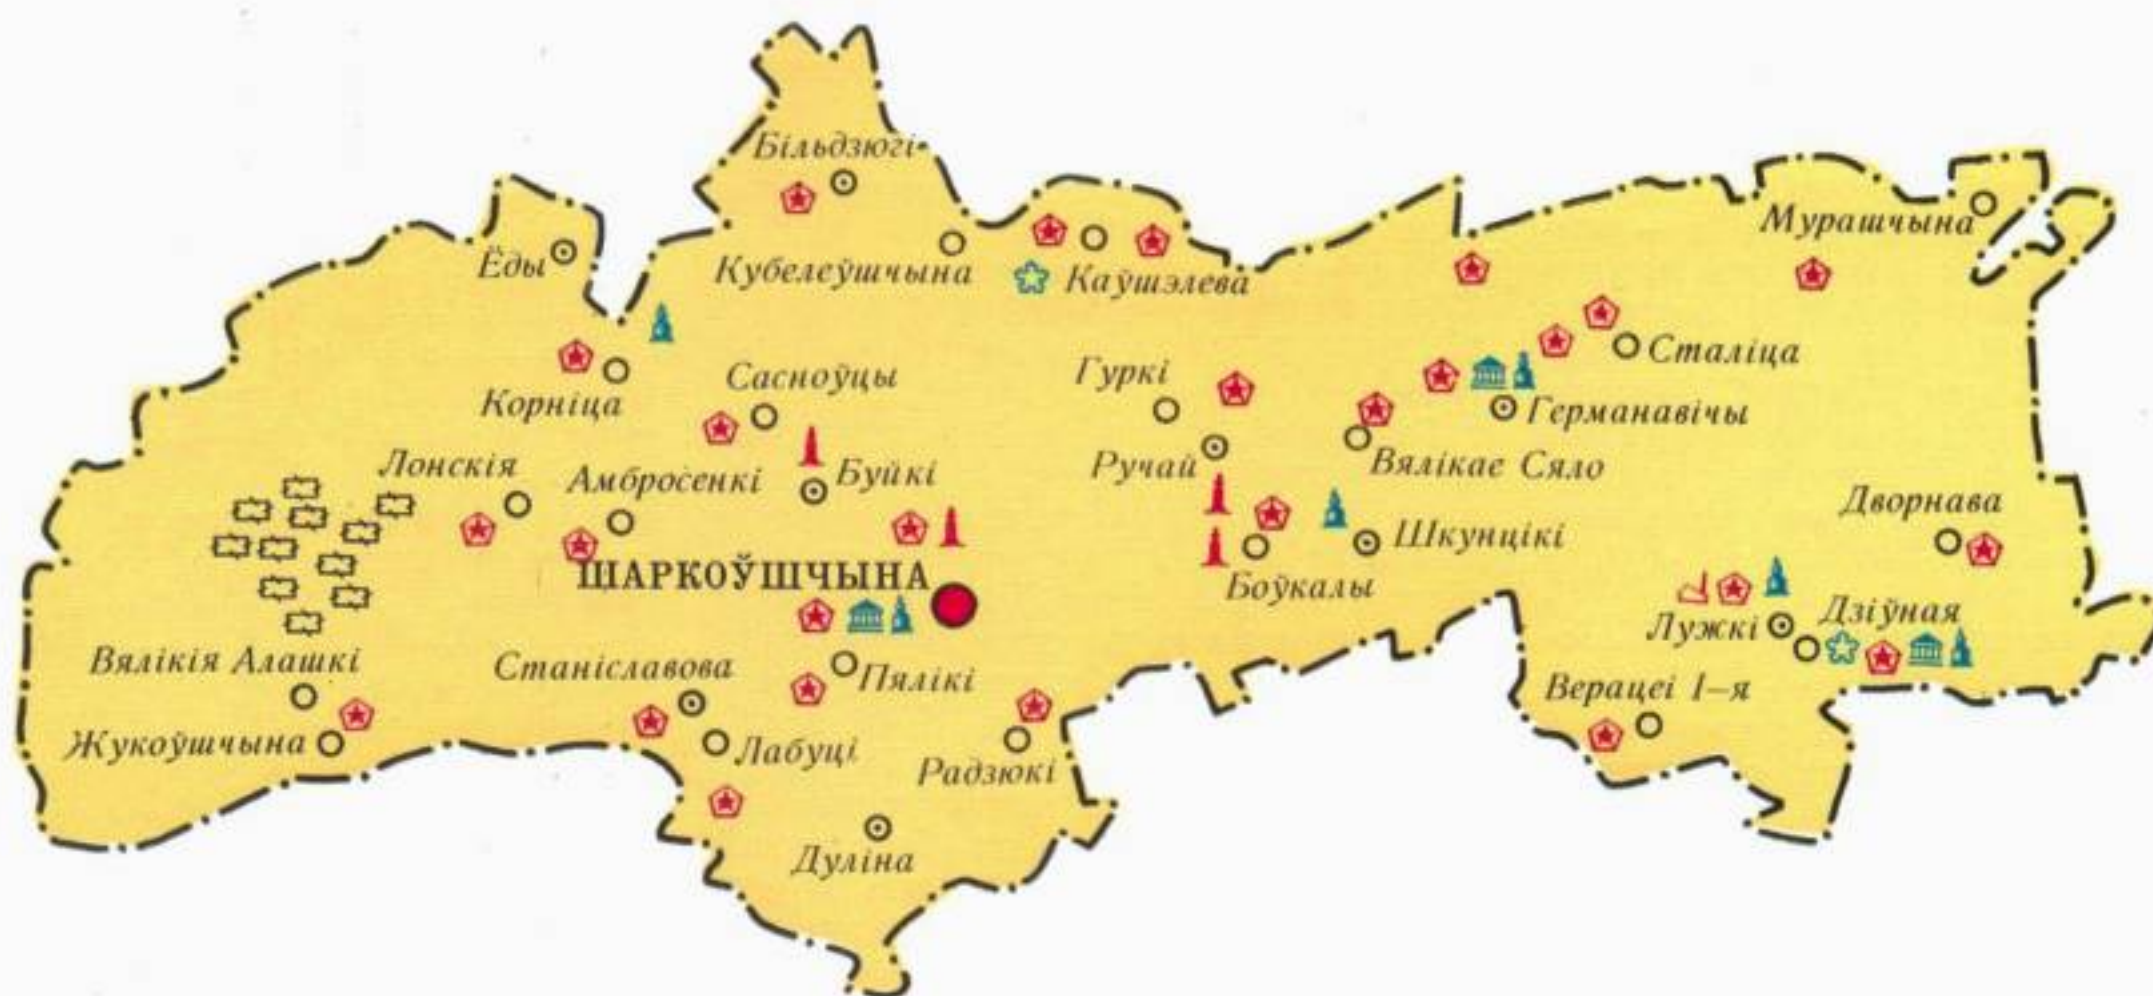 Більдзюгі
Мурашчына
Ёды
Кубелеўшчына
Каўшэлева
Сталіца
Сасноўцы
Гуркі
Корніца
Германавічы
Лонскія
Амбросенкі
Буйкі
Ручай
Вялікае Сяло
Дворнава
Шкунцікі
ШАРКОЎШЧЫНА
Боўкалы
Дзіўная
Лужкі
Вялікія Алашкі
Станіславова
Пялікі
Верацеі І–я
Жукоўшчына
Лабуці
Радзюкі
Дуліна